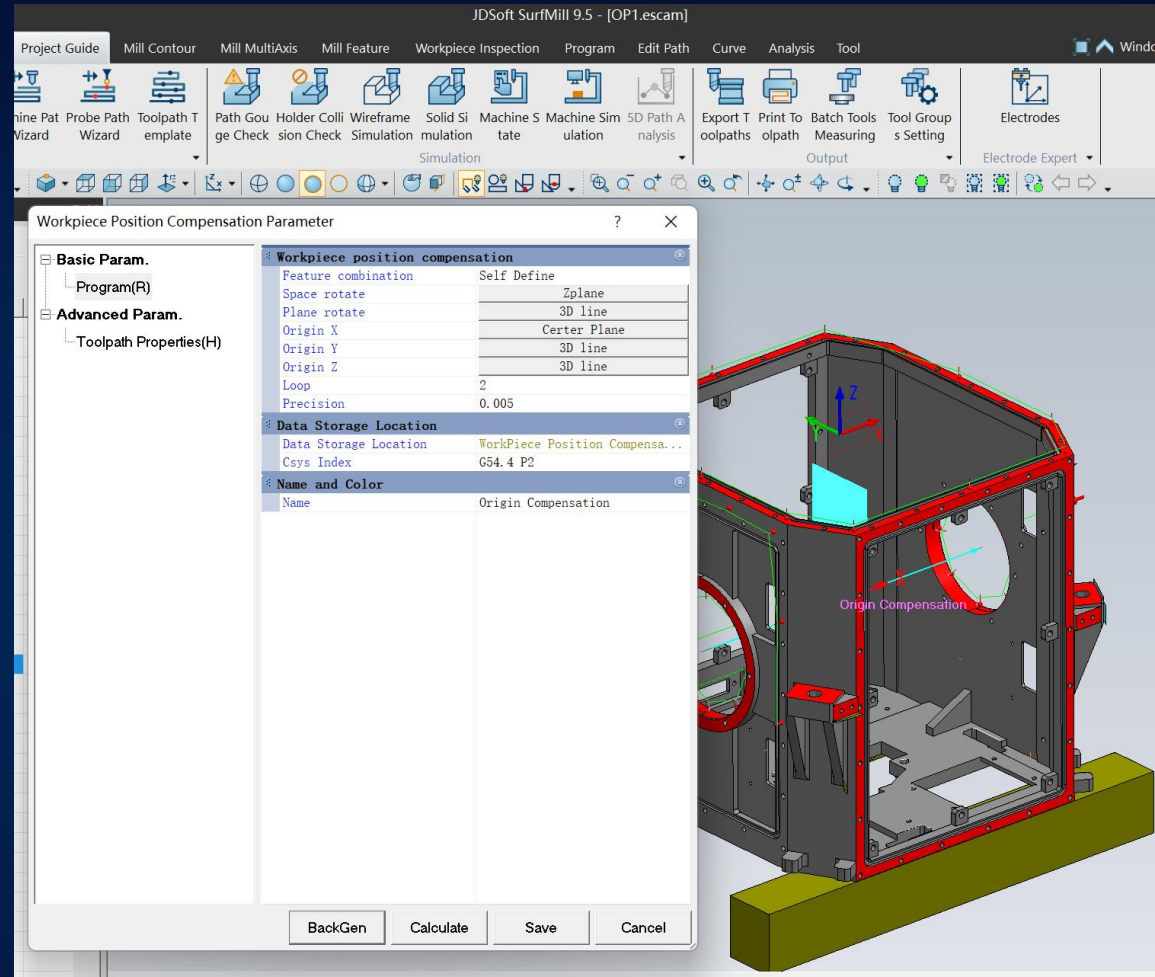 JDSoft SurfMill 9.5 - [OP1.escam]
Project Guide Mill Contour Mill MultiAxis Mill Feature Workpiece Inspection Program Edit Path Curve Analysis Tool Windo
hine Pat Probe Path Toolpath T Path Gou Holder Colli Wireframe Solid Si Machine S Machine Sim 5D Path A Export T Print To Batch Tools Tool Group Electrodes
Wizard Wizard emplate ge Check sion Check Simulation mulation tate ulation nalysis oolpaths olpath Measuring s Setting
Simulation Output Electrode Expert
Workpiece Position Compensation Parameter ?
Basic Param.
Program(R)
Advanced Param.
Toolpath Properties(H)
Workpiece position compensation
Feature combination Self Define
Space rotate Zplane
Plane rotate 3D line
Origin X Certer Plane
Origin Y 3D line
Origin Z 3D line
Loop 2
Precision 0.005
Data Storage Location
Data Storage Location WorkPiece Position Compensa...
Csys Index G54.4 P2
Name and Color
Name Origin Compensation
Z
Y
X
X
Origin Compensation
BackGen Calculate Save Cancel